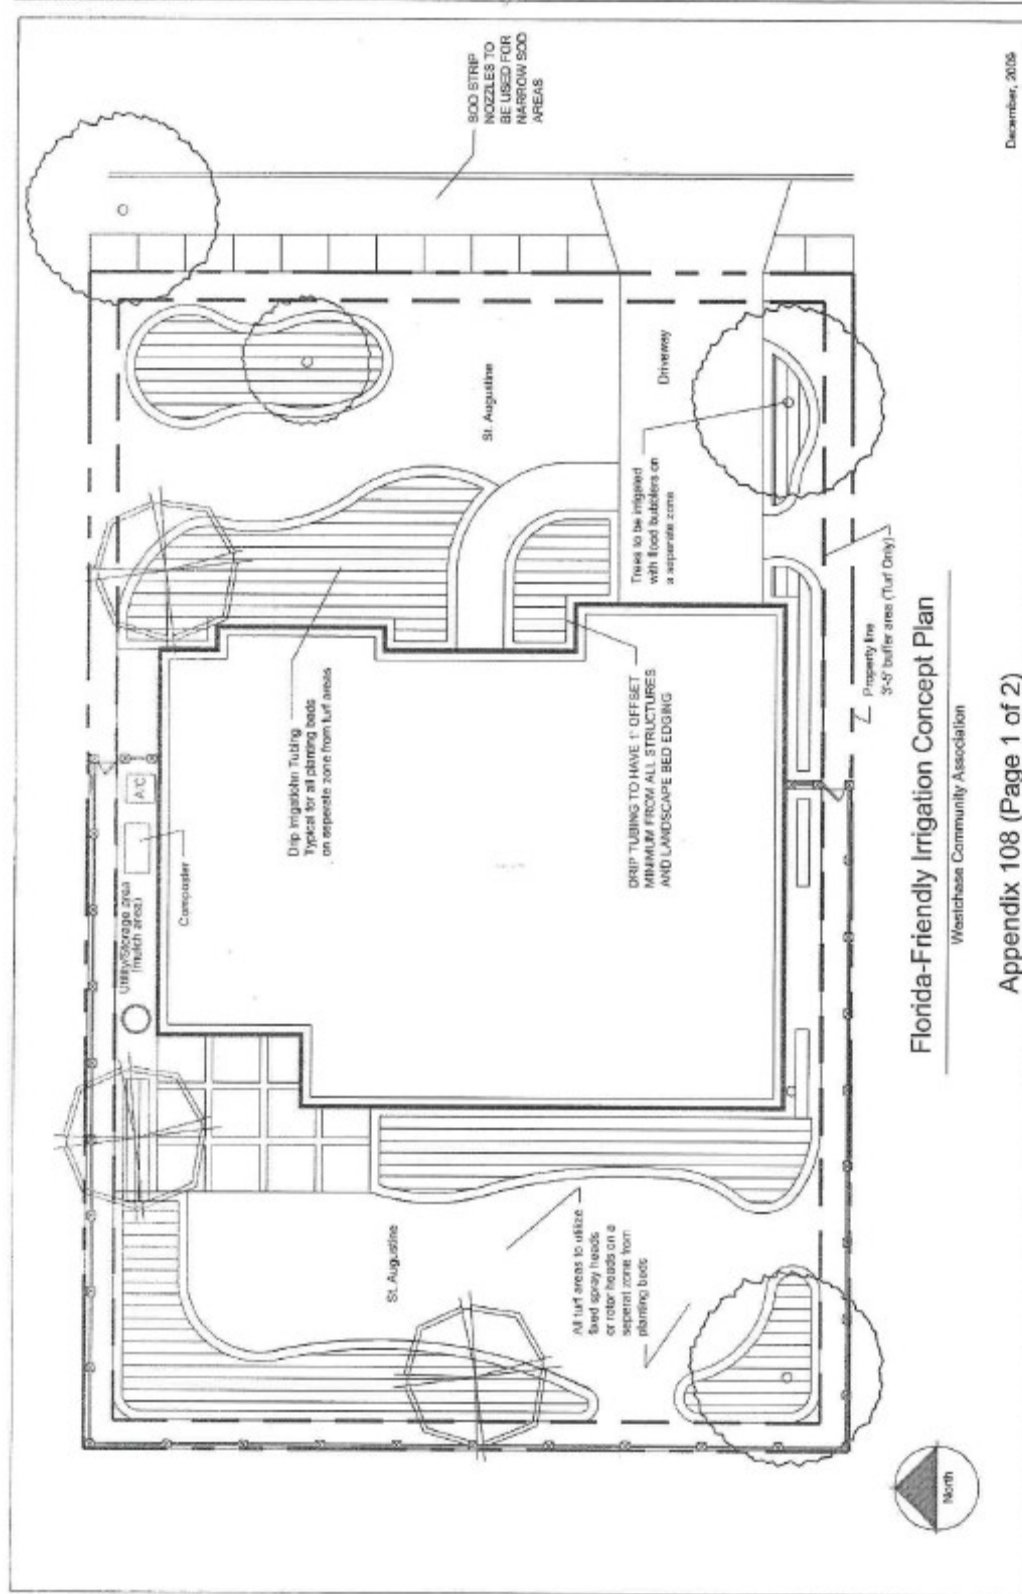 SOD STRIP
NOZZLES TO
BE USED FOR
NARROW SOD
AREAS
December, 2009
St. Augustine
Driveway
Trees to be irrigated
with flood bubblers on
a seperate zone
Drip Irrigatiohn Tubing
Typical for all planting beds
on seperate zone from turf areas
DRIP TUBING TO HAVE 1" OFFSET
MINIMUM FROM ALL STRUCTURES
AND LANDSCAPE BED EDGING
Property line
3'-5' buffer area (Turf Only)
A/C
Utility/Storage area
(mulch area)
Composter
St. Augustine
All turf areas to utilize
fixed spray heads
or rotor heads on a
seperat zone from
planting beds
North
Florida-Friendly Irrigation Concept Plan
Westchase Community Association
Appendix 108 (Page 1 of 2)